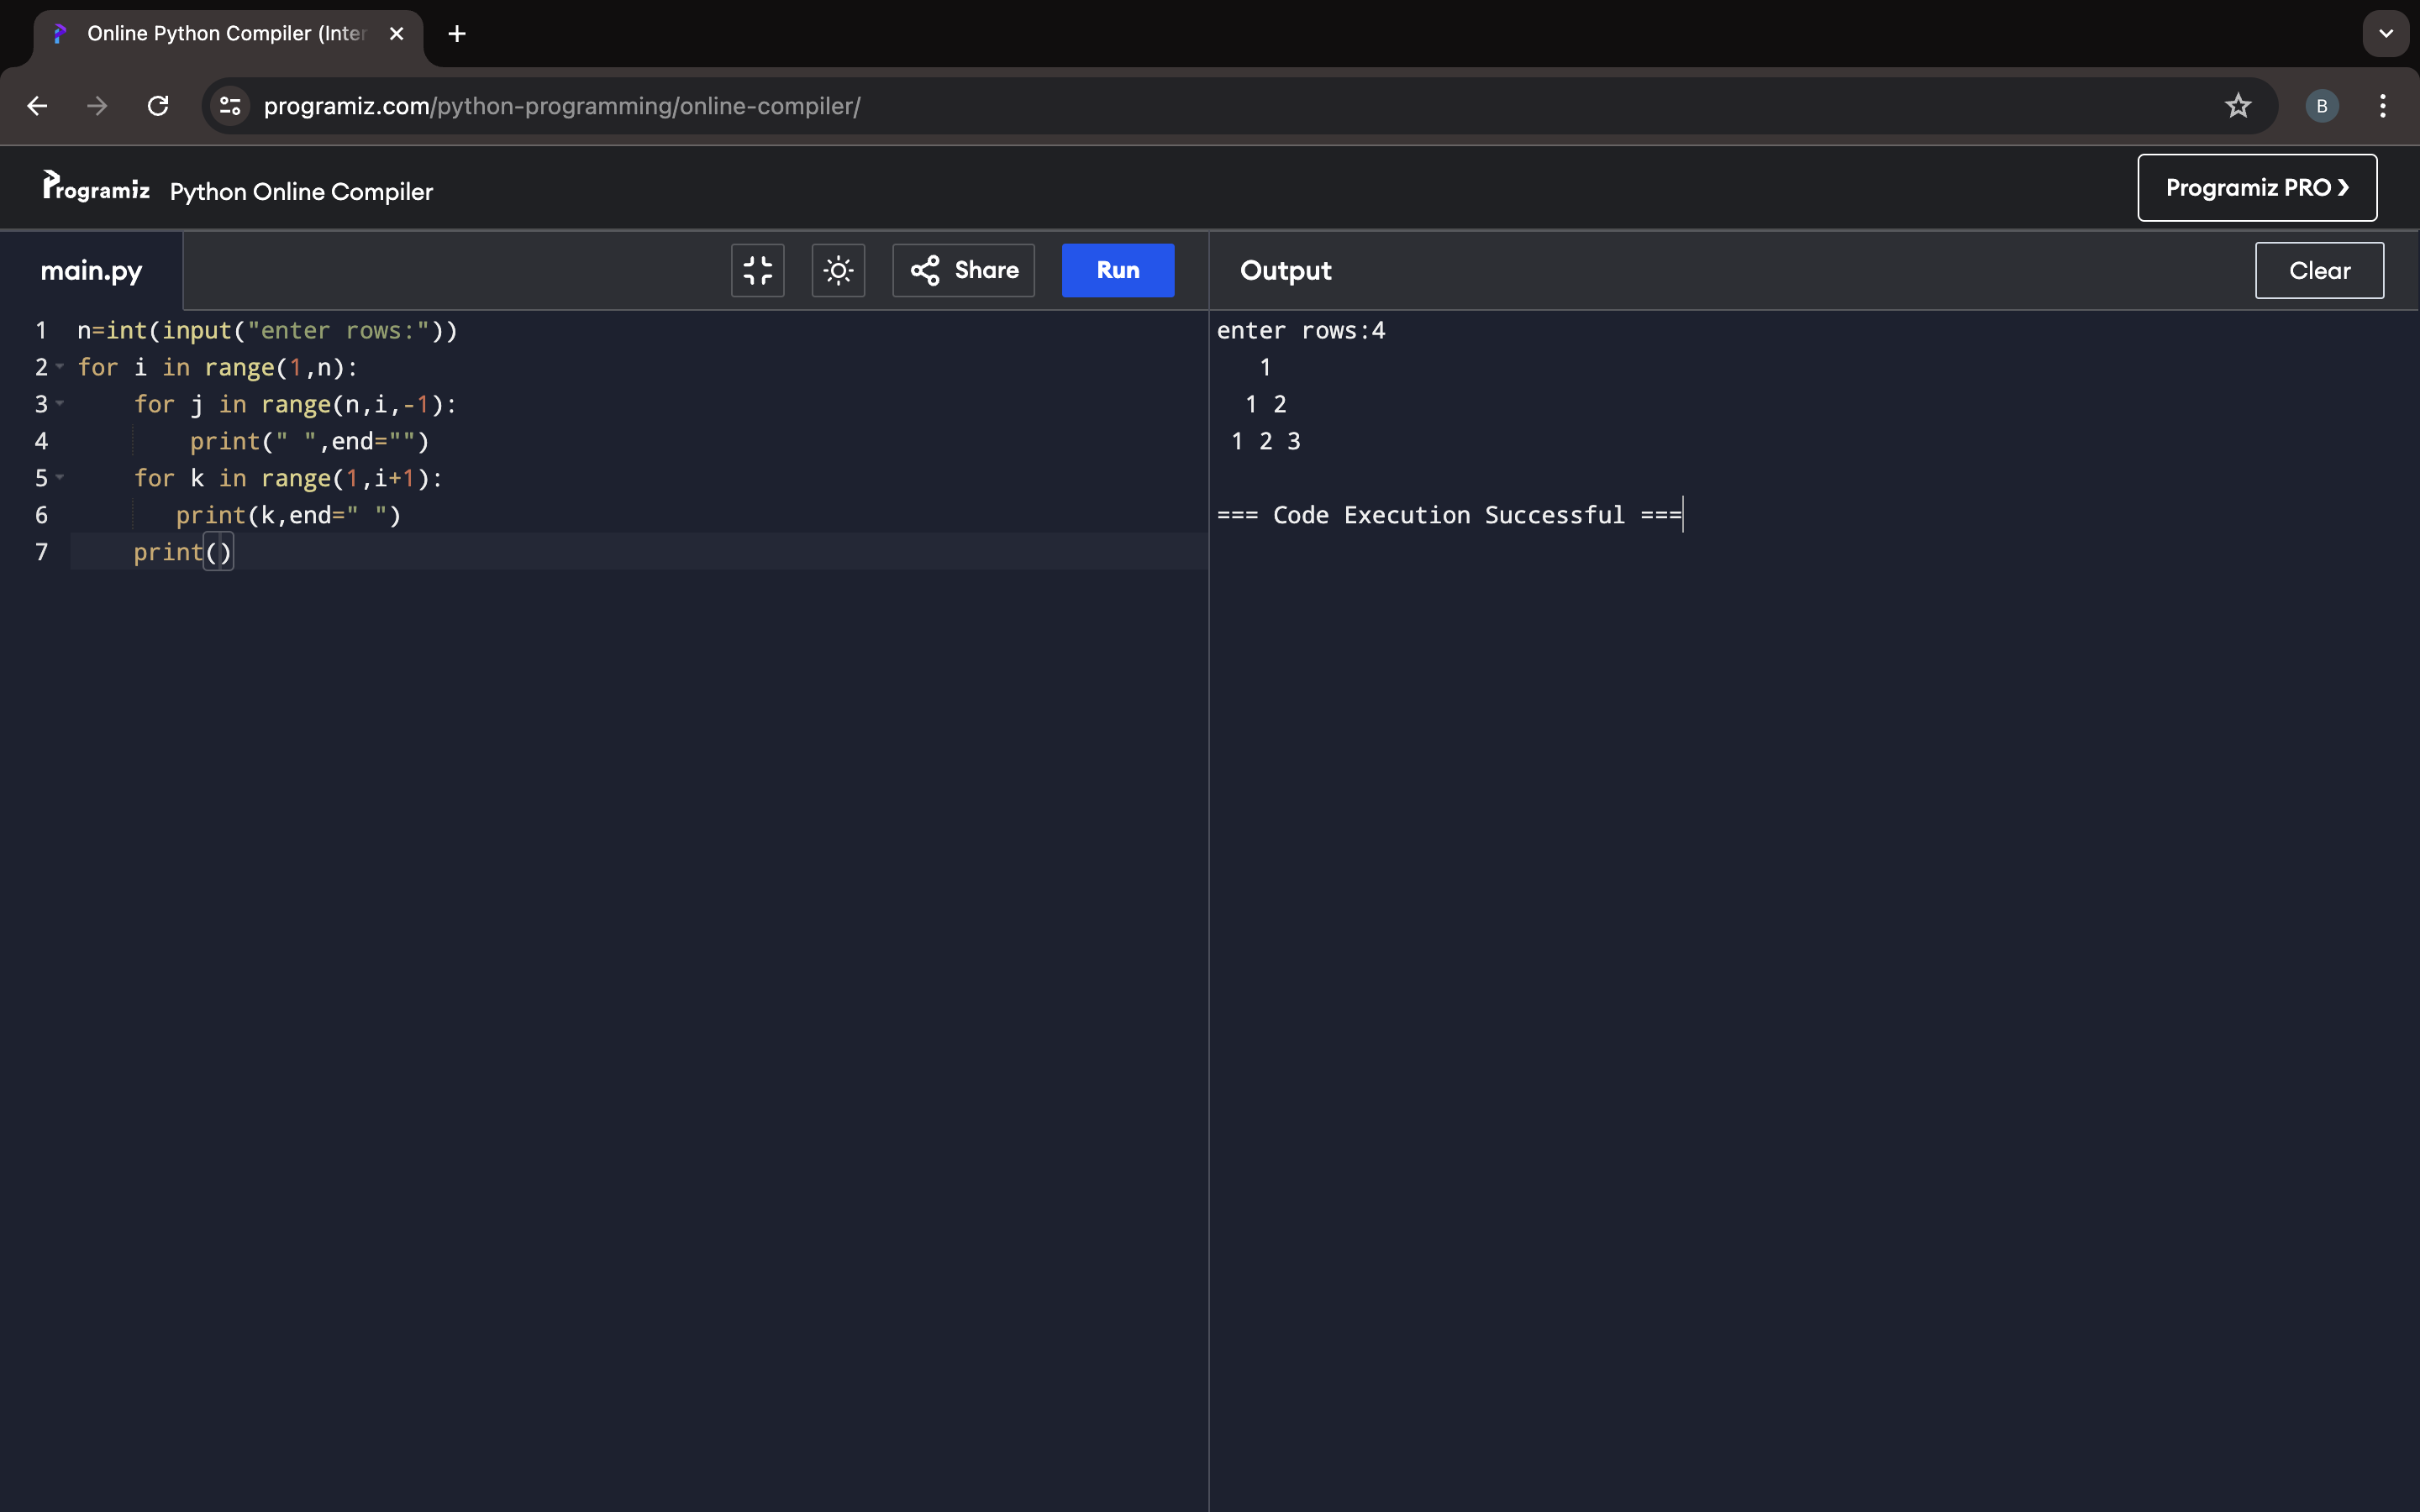 Online Python Compiler (Inter
programiz.com/python-programming/online-compiler/
B
Programiz Python Online Compiler
Programiz PRO ❯
main.py
Share
Run
Output
Clear
1 n=int(input("enter rows:"))
2 for i in range(1,n):
3     for j in range(n,i,-1):
4         print(" ",end="")
5     for k in range(1,i+1):
6        print(k,end=" ")
7     print()
enter rows:4
   1
  1 2
 1 2 3
=== Code Execution Successful ===